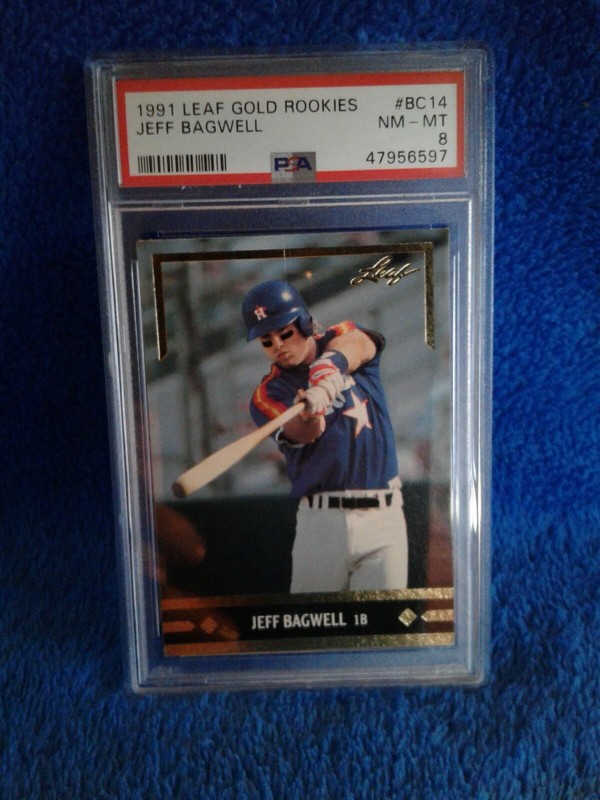 1991 LEAF GOLD ROOKIES #BC14
JEFF BAGWELL NM - MT
8
PSA 47956597
Leaf
H
JEFF BAGWELL 1B